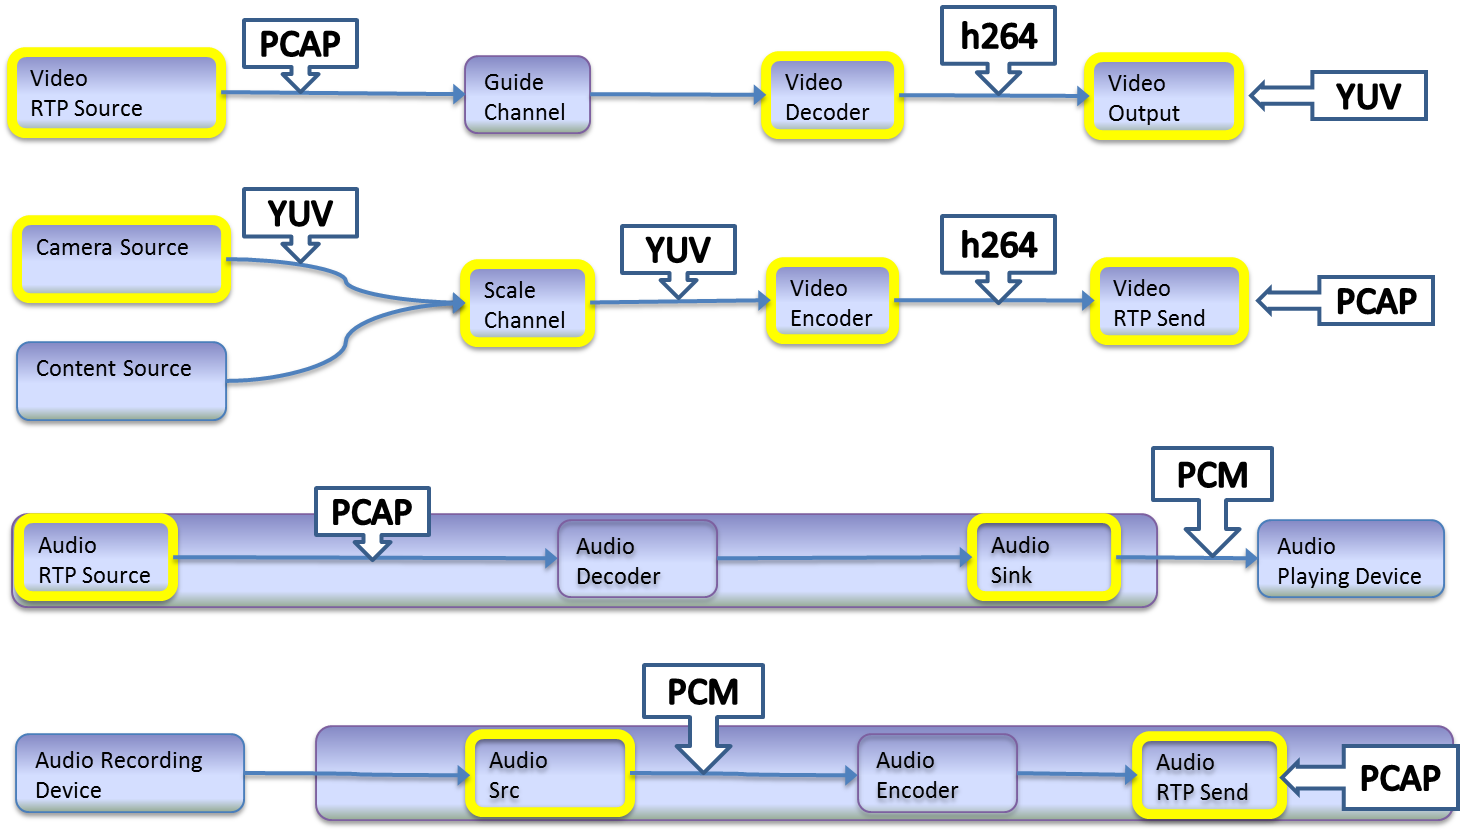 PCAP
h264
Video
RTP Source
Guide
Channel
Video
Decoder
Video
Output
YUV
YUV
YUV
h264
Camera Source
Scale
Channel
Video
Encoder
Video
RTP Send
PCAP
Content Source
PCAP
PCM
Audio
RTP Source
Audio
Decoder
Audio
Sink
Audio
Playing Device
PCM
Audio Recording
Device
Audio
Src
Audio
Encoder
Audio
RTP Send
PCAP